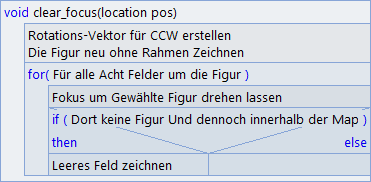 void clear_focus(location pos)
Rotations-Vektor für CCW erstellen
Die Figur neu ohne Rahmen Zeichnen
for( Für alle Acht Felder um die Figur )
Fokus um Gewählte Figur drehen lassen
if ( Dort keine Figur Und dennoch innerhalb der Map )
then else
Leeres Feld zeichnen